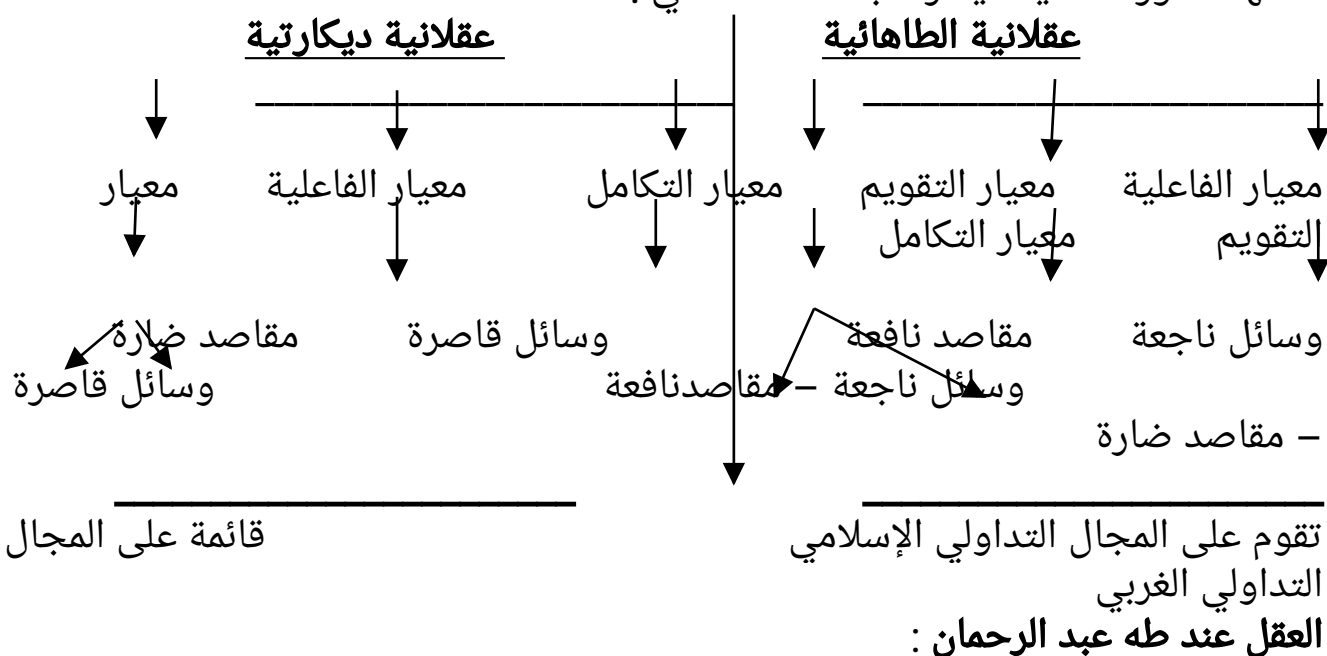 عقلانية الطاهائية عقلانية ديكارتية
معيار الفاعلية معيار التقويم معيار التكامل معيار الفاعلية معيار
التقويم معيار التكامل
وسائل ناجعة مقاصد نافعة وسائل قاصرة مقاصد ضارة
وسائل ناجعة – مقاصدنافعة وسائل قاصرة
– مقاصد ضارة
تقوم على المجال التداولي الإسلامي قائمة على المجال
التداولي الغربي
العقل عند طه عبد الرحمان :